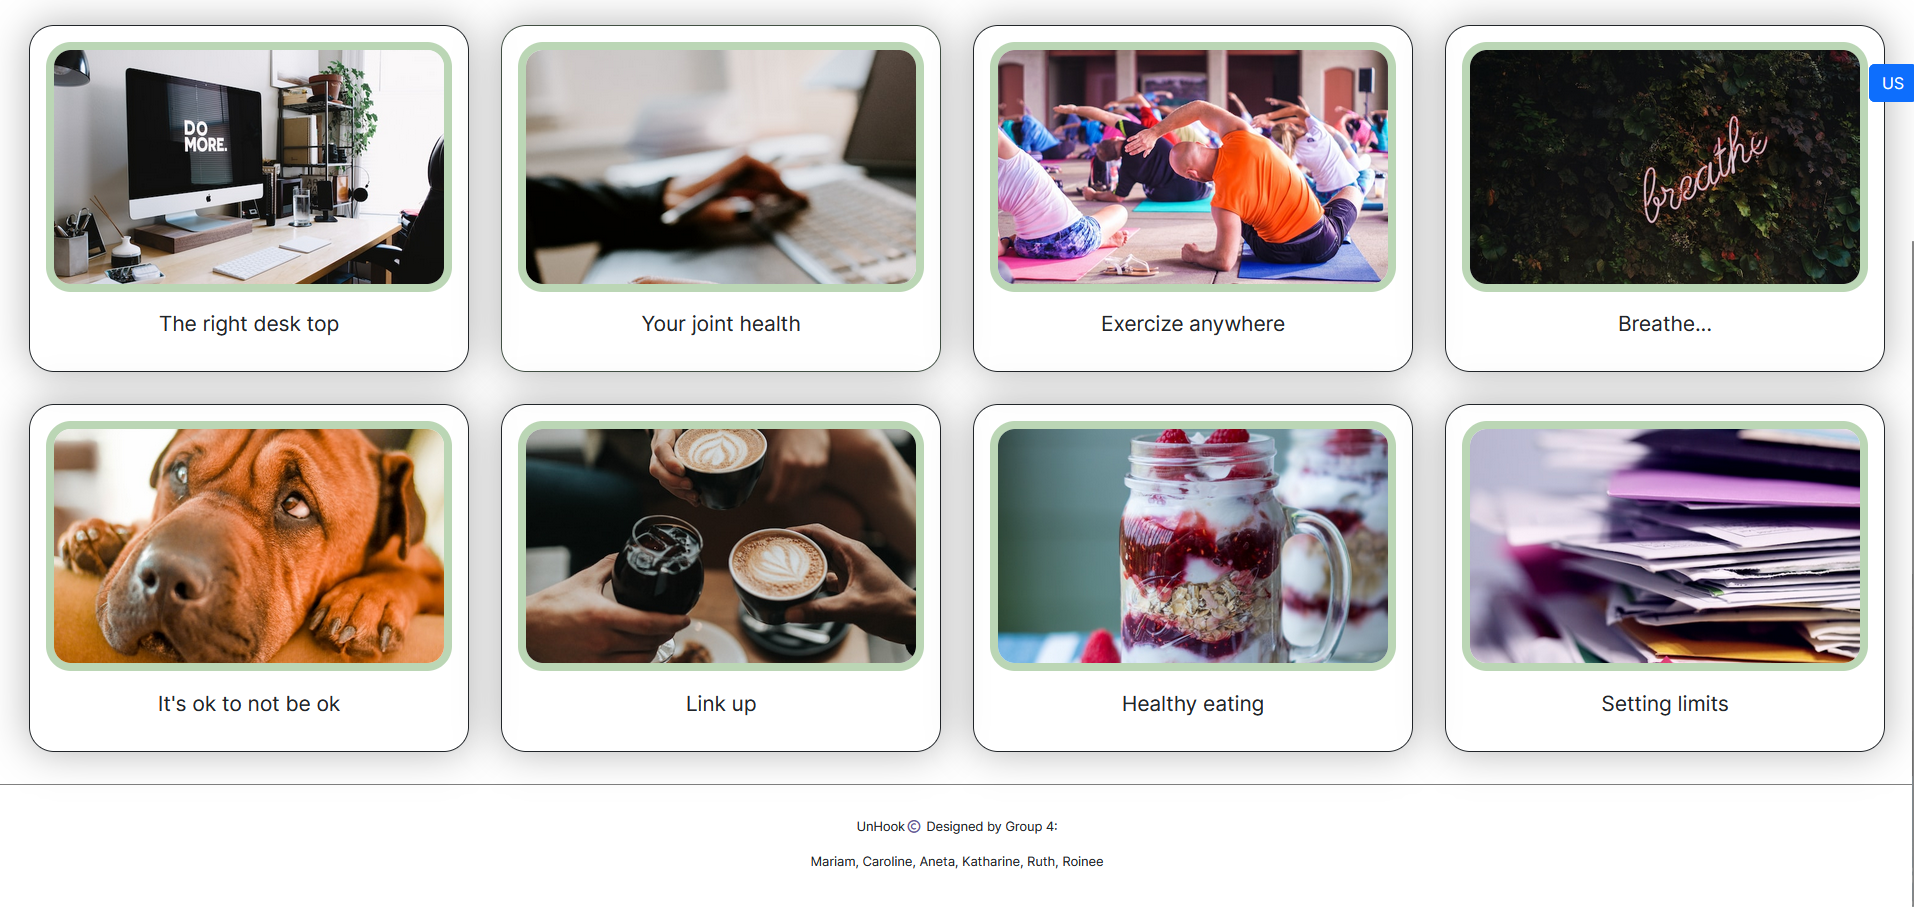 DO
MORE.
breathe
US
The right desk top
Your joint health
Exercize anywhere
Breathe...
It's ok to not be ok
Link up
Healthy eating
Setting limits
UnHook© Designed by Group 4:
Mariam, Caroline, Aneta, Katharine, Ruth, Roinee